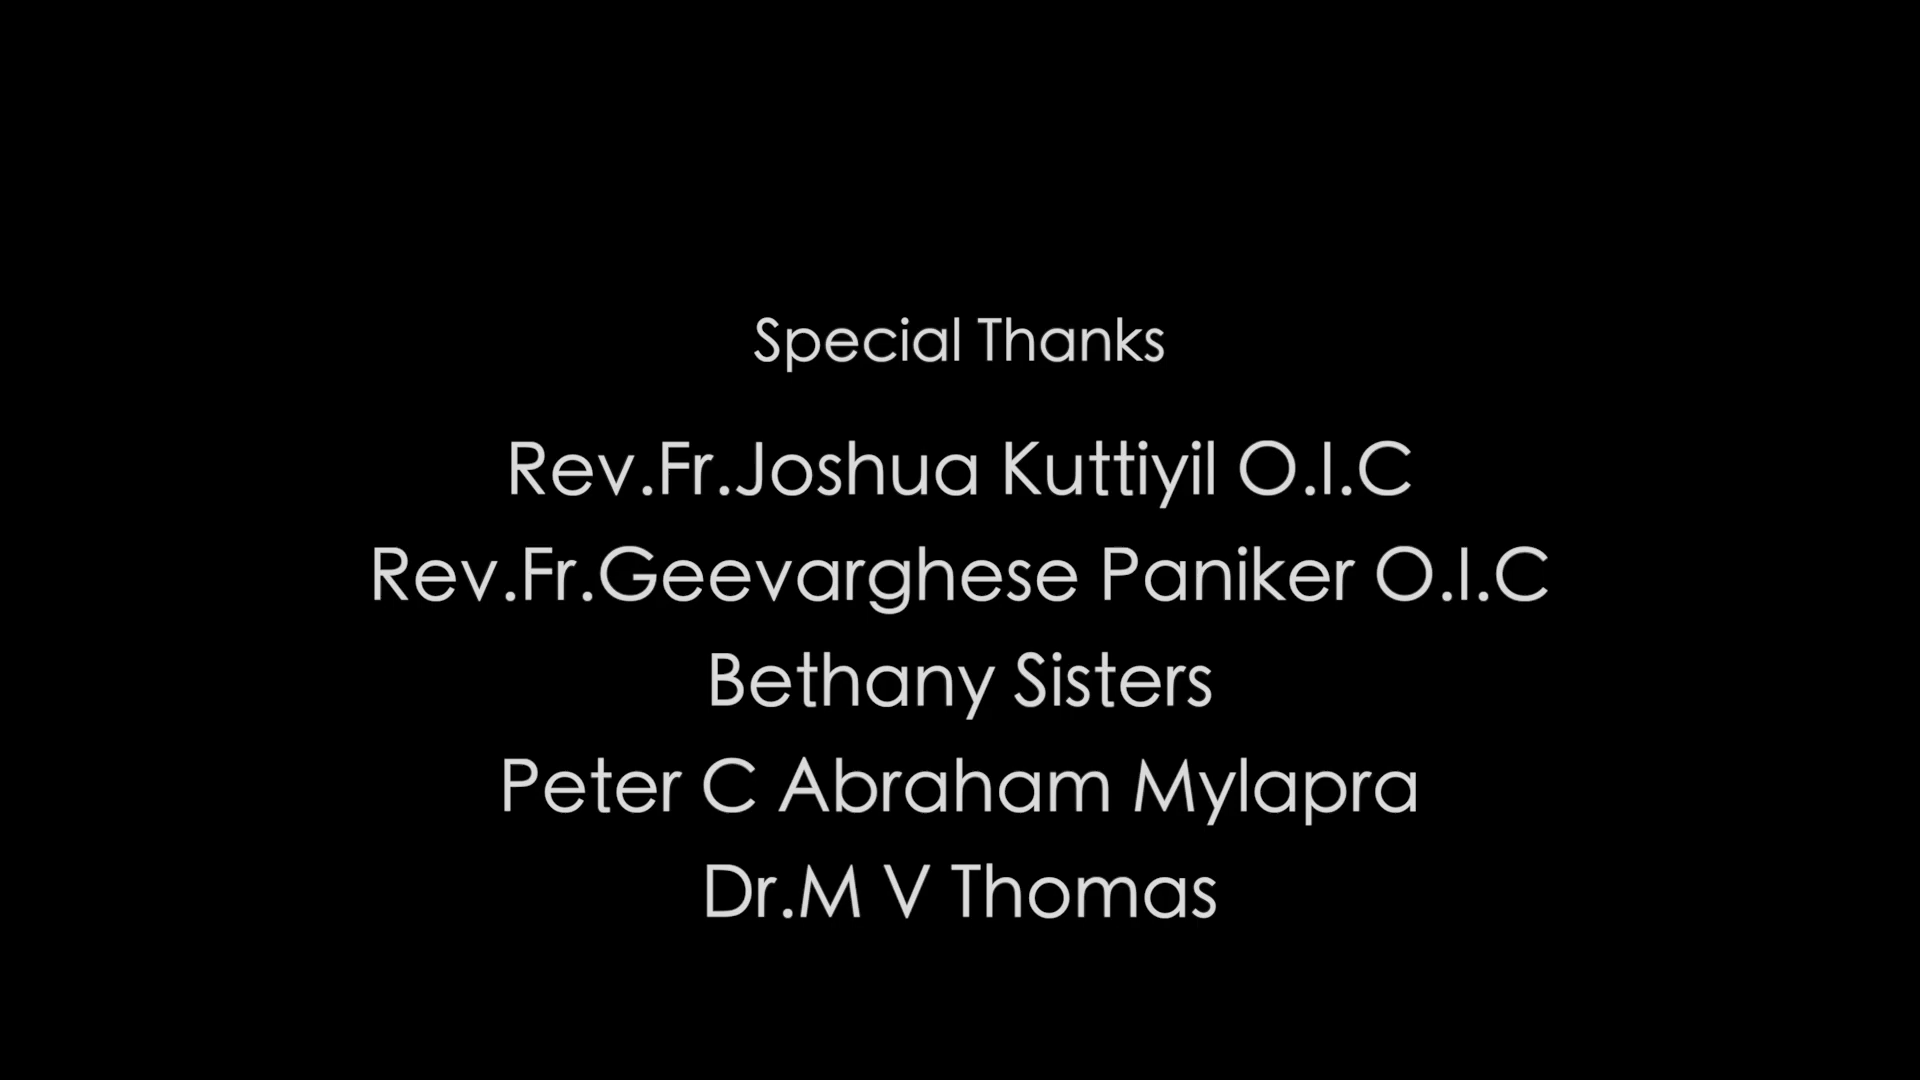 Special Thanks
Rev.Fr.Joshua Kuttiyil O.I.C
Rev.Fr.Geevarghese Paniker O.I.C
Bethany Sisters
Peter C Abraham Mylapra
Dr.M V Thomas